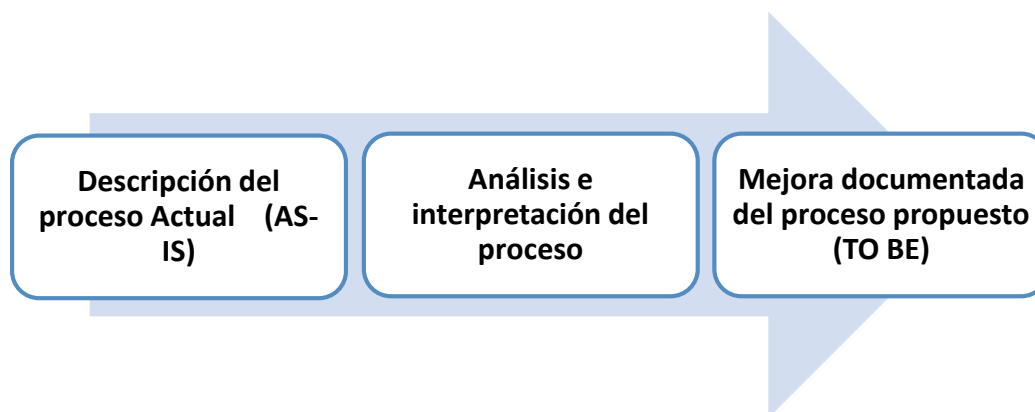 Descripción del
proceso Actual (AS-
IS)
Análisis e
interpretación del
proceso
Mejora documentada
del proceso propuesto
(TO BE)